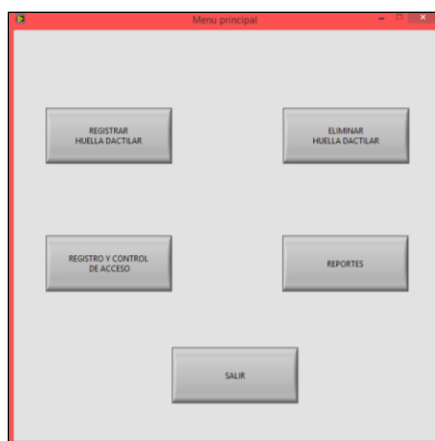 Menu principal
REGISTRAR
HUELLA DACTILAR
ELIMINAR
HUELLA DACTILAR
REGISTRO Y CONTROL
DE ACCESO
REPORTES
SALIR